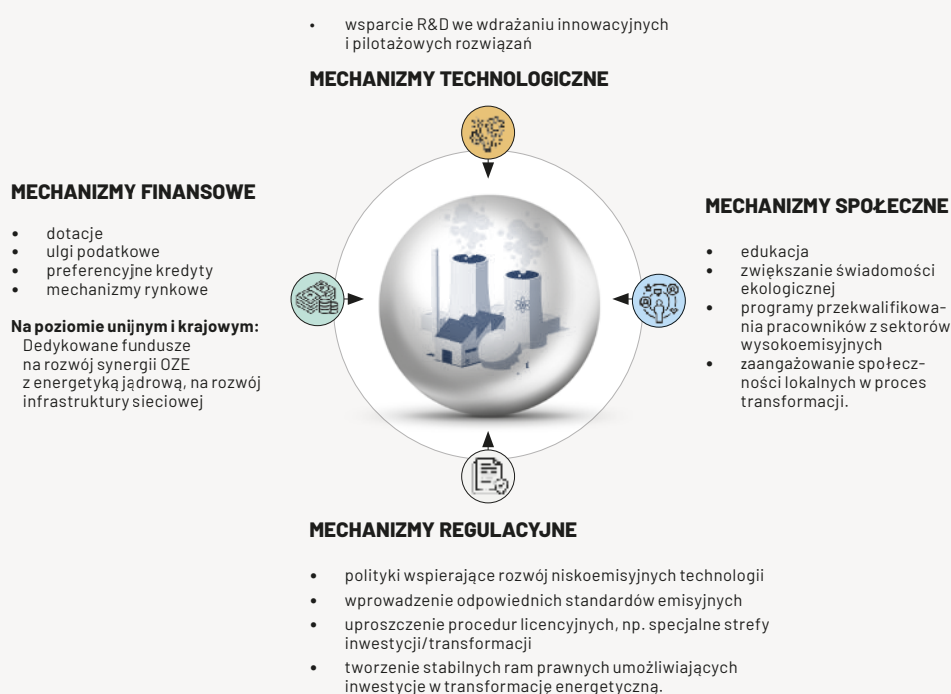 • wsparcie R&D we wdrażaniu innowacyjnych
i pilotażowych rozwiązań
MECHANIZMY TECHNOLOGICZNE
MECHANIZMY FINANSOWE
• dotacje
• ulgi podatkowe
• preferencyjne kredyty
• mechanizmy rynkowe
Na poziomie unijnym i krajowym:
Dedykowane fundusze
na rozwój synergii OZE
z energetyką jądrową, na rozwój
infrastruktury sieciowej
MECHANIZMY SPOŁECZNE
• edukacja
• zwiększanie świadomości
ekologicznej
• programy przekwalifikowa-
nia pracowników z sektorów
wysokoemisyjnych
• zaangażowanie społecz-
ności lokalnych w proces
transformacji.
MECHANIZMY REGULACYJNE
• polityki wspierające rozwój niskoemisyjnych technologii
• wprowadzenie odpowiednich standardów emisyjnych
• uproszczenie procedur licencyjnych, np. specjalne strefy
inwestycji/transformacji
• tworzenie stabilnych ram prawnych umożliwiających
inwestycje w transformację energetyczną.